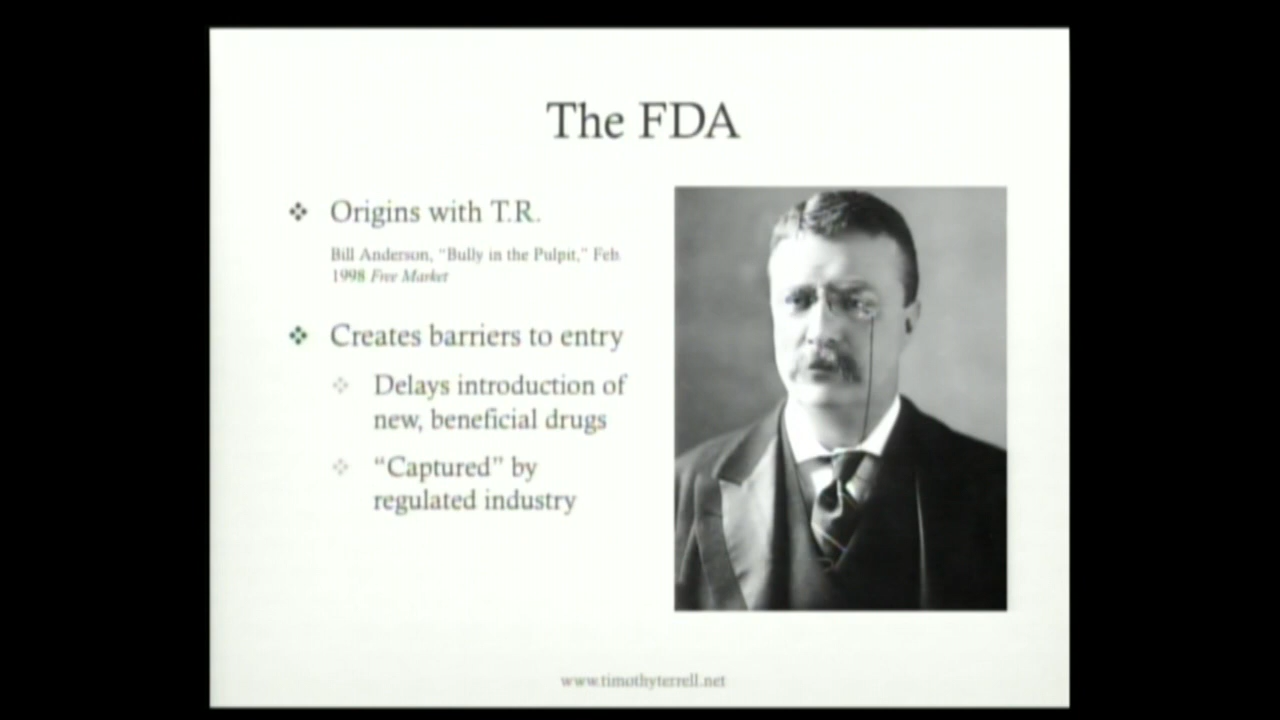 The FDA
Origins with T.R.
Bill Anderson, “Bully in the Pulpit,” Feb
1998 Free Market
Creates barriers to entry
Delays introduction of
new, beneficial drugs
“Captured” by
regulated industry
www.timothyterrell.net